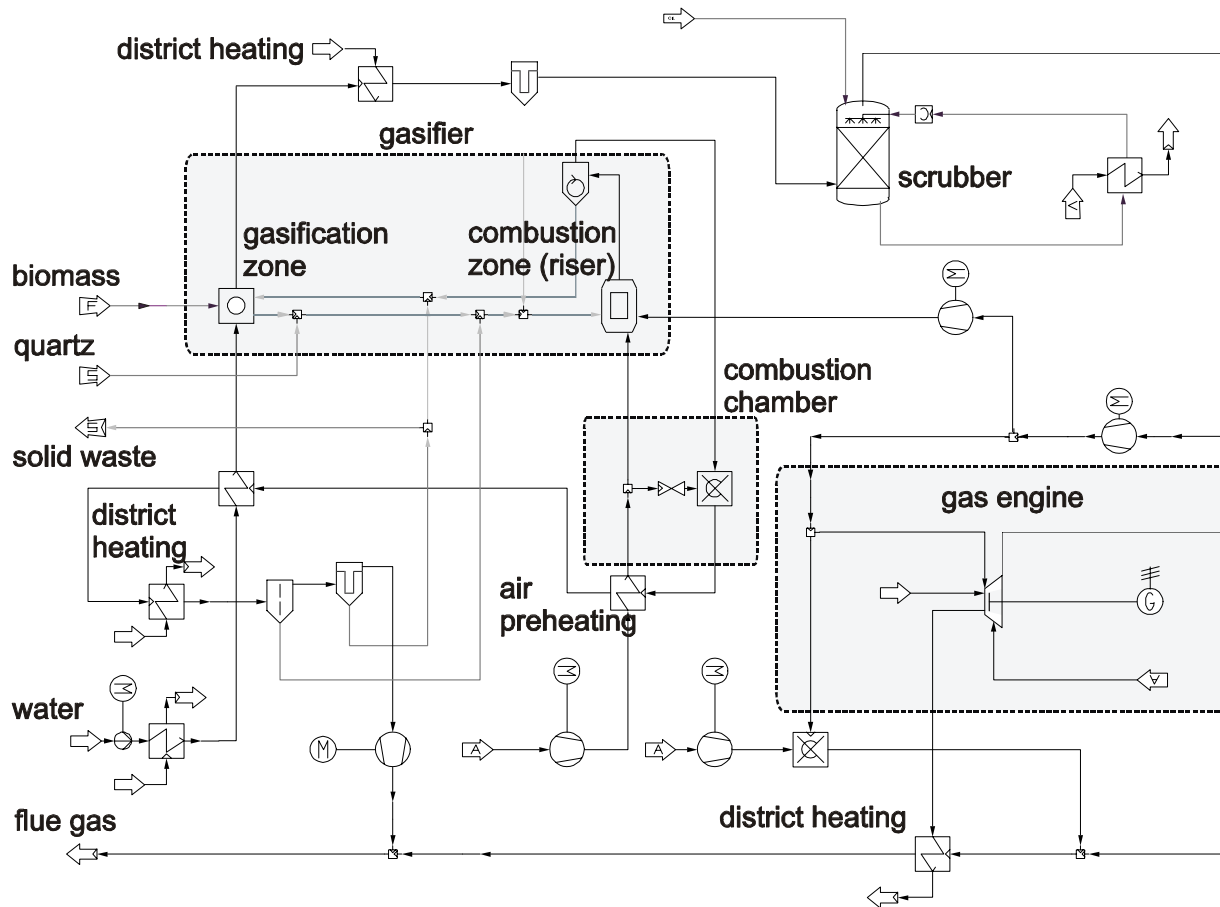 district heating
gasifier
scrubber
gasification
zone
combustion
zone (riser)
biomass
F
M
quartz
S
combustion
chamber
M
S
solid waste
gas engine
district
heating
G
air
preheating
A
M
M
M
water
M
A
A
flue gas
district heating